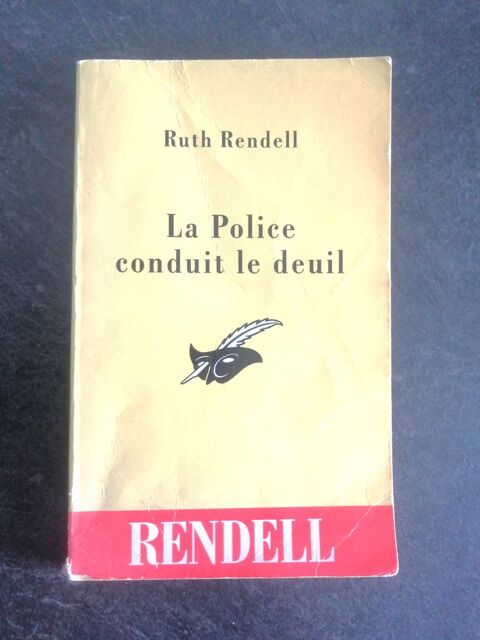 Ruth Rendell
La Police
conduit le deuil
RENDELL